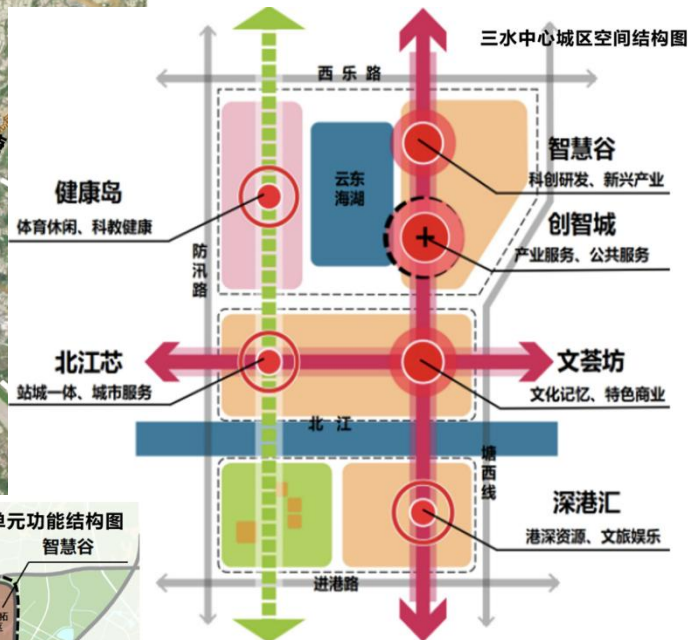 三水中心城区空间结构图
西乐路
智慧谷
科创研发、新兴产业
云东
海湖
健康岛
体育休闲、科教健康
创智城
产业服务、公共服务
防汛路
北江芯
站城一体、城市服务
文荟坊
文化记忆、特色商业
北江
塘西线
深港汇
港深资源、文旅娱乐
进港路
单元功能结构图
智慧谷